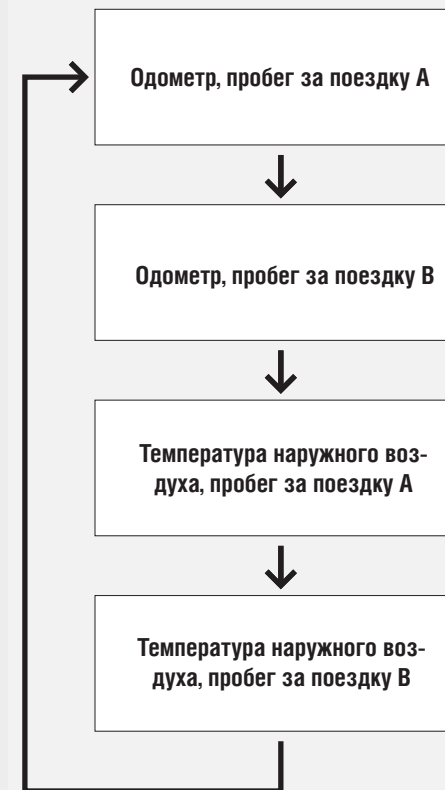 Одометр, пробег за поездку A
Одометр, пробег за поездку B
Температура наружного воз-
духа, пробег за поездку A
Температура наружного воз-
духа, пробег за поездку B